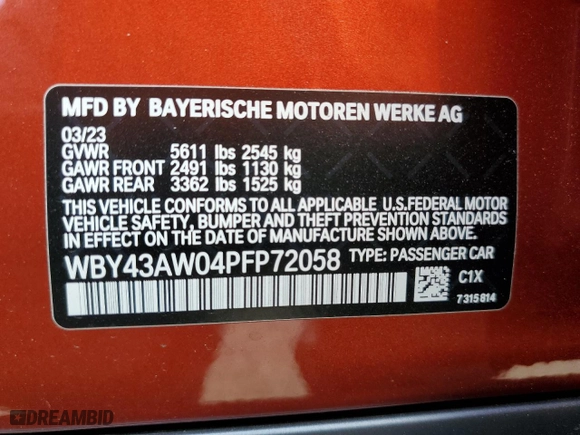 MFD BY BAYERISCHE MOTOREN WERKE AG
03/23
GVWR 5611 lbs 2545 kg
GAWR FRONT 2491 lbs 1130 kg
GAWR REAR 3362 lbs 1525 kg
THIS VEHICLE CONFORMS TO ALL APPLICABLE U.S.FEDERAL MOTOR
VEHICLE SAFETY, BUMPER AND THEFT PREVENTION STANDARDS
IN EFFECT ON THE DATE OF MANUFACTURE SHOWN ABOVE.
WBY43AW04PFP72058 TYPE: PASSENGER CAR
C1X
7315814
DREAMBID